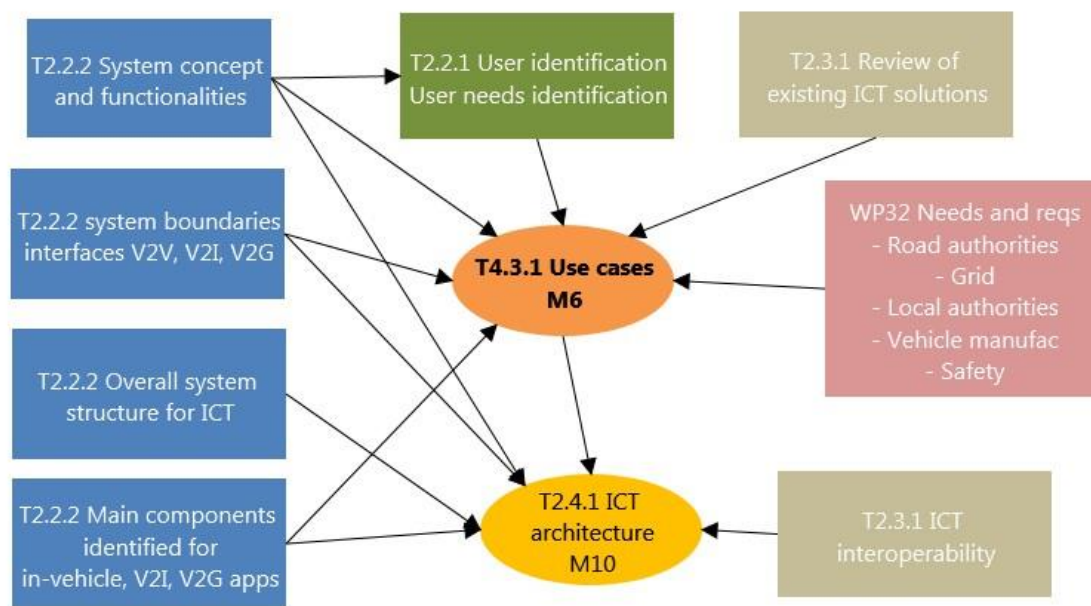 T2.2.2 System concept
and functionalities
T2.2.1 User identification
User needs identification
T2.3.1 Review of
existing ICT solutions
T2.2.2 system boundaries
interfaces V2V, V2I, V2G
T4.3.1 Use cases
M6
WP32 Needs and reqs
- Road authorities
- Grid
- Local authorities
- Vehicle manufac
- Safety
T2.2.2 Overall system
structure for ICT
T2.2.2 Main components
identified for
in-vehicle, V2I, V2G apps
T2.4.1 ICT
architecture
M10
T2.3.1 ICT
interoperability